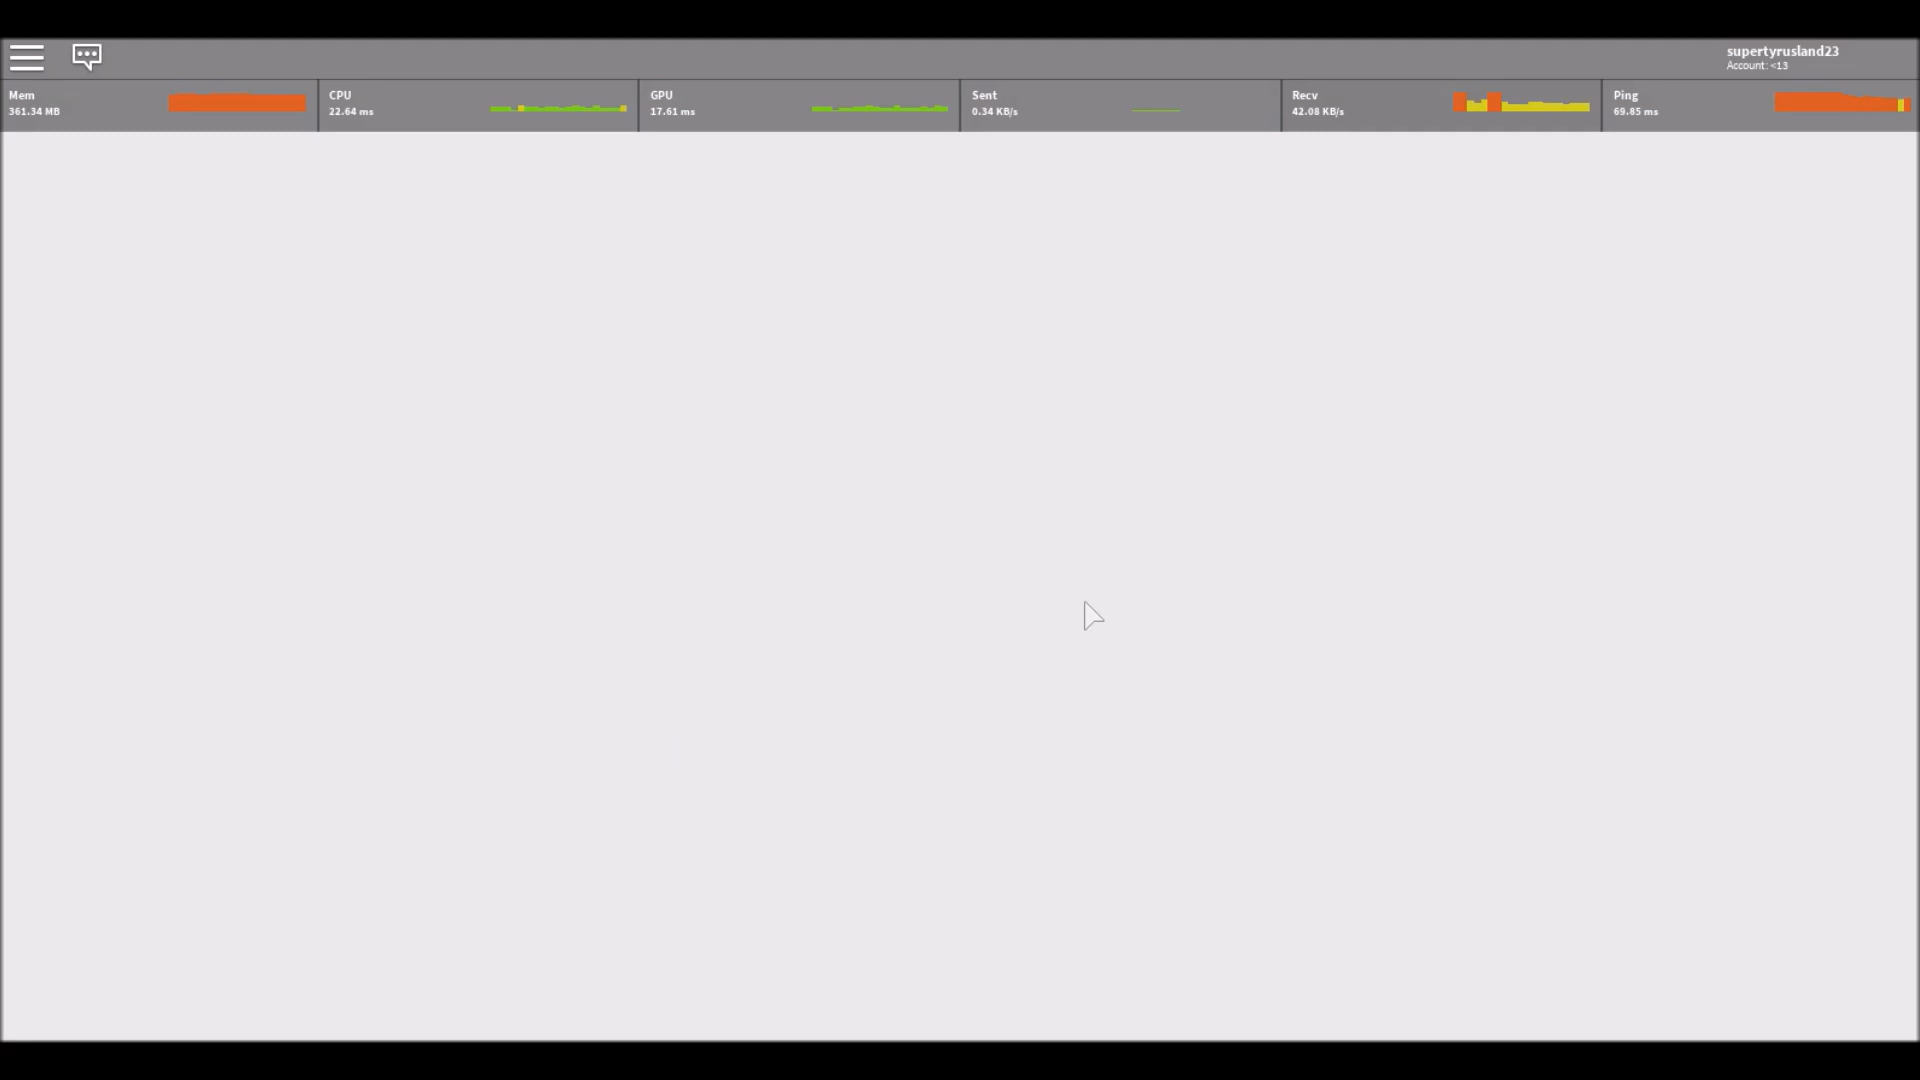 supertyrusland23
Account: <13
Mem
361.34 MB
CPU
22.64 ms
GPU
17.61 ms
Sent
0.34 KB/s
Recv
42.08 KB/s
Ping
69.85 ms